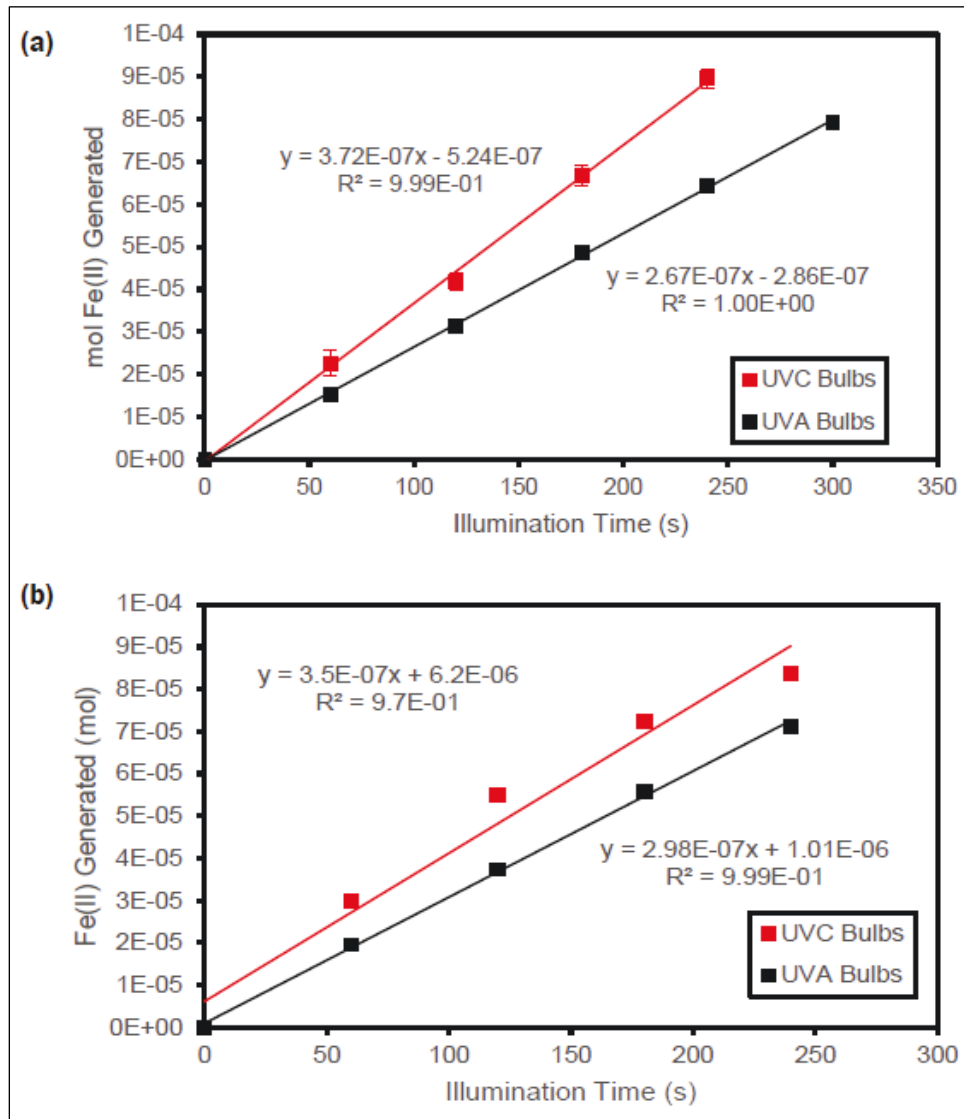 (a)
1E-04
9E-05
8E-05
7E-05
6E-05
5E-05
4E-05
3E-05
2E-05
1E-05
0E+00
mol Fe(II) Generated
y = 3.72E-07x - 5.24E-07
R² = 9.99E-01
y = 2.67E-07x - 2.86E-07
R² = 1.00E+00
UVC Bulbs
UVA Bulbs
0 50 100 150 200 250 300 350
Illumination Time (s)
(b)
1E-04
9E-05
8E-05
7E-05
6E-05
5E-05
4E-05
3E-05
2E-05
1E-05
0E+00
Fe(II) Generated (mol)
y = 3.5E-07x + 6.2E-06
R² = 9.7E-01
y = 2.98E-07x + 1.01E-06
R² = 9.99E-01
UVC Bulbs
UVA Bulbs
0 50 100 150 200 250 300
Illumination Time (s)